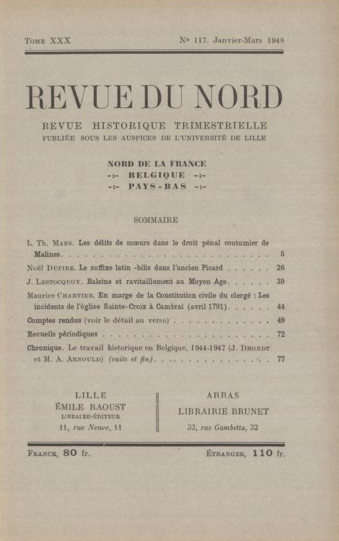 TOME XXX
Nº 117, Janvier-Mars 1948
REVUE DU NORD
REVUE HISTORIQUE TRIMESTRIELLE
PUBLIÉE SOUS LES AUSPICES DE L'UNIVERSITÉ DE LILLE
NORD DE LA FRANCE
-:- BELGIQUE -:-
-:- PAYS-BAS -:-
SOMMAIRE
L. Th. MAES. Les délits de mœurs dans le droit pénal coutumier de
Malines. . . . . . . . . . . . . . . . . . . . . . 5
Noël DUPIRE. Le suffixe latin -bilis dans l'ancien Picard . . . . . . 26
J. LESTOCQUOY. Baleine et ravitaillement au Moyen Age. . . . . . 39
Maurice CHARTIER. En marge de la Constitution civile du clergé : Les
incidents de l'église Sainte-Croix à Cambrai (avril 1791). . . . . . 44
Comptes rendus (voir le détail au verso) . . . . . . . . . . . . 49
Recueils périodiques . . . . . . . . . . . . . . . . . . . . 72
Chronique. Le travail historique en Belgique, 1944-1947 (J. DHONDT
et M. A. ARNOULD) (suite et fin). . . . . . . . . . . . . . . 77
LILLE
ÉMILE RAOUST
LIBRAIRE-ÉDITEUR
11, rue Neuve, 11
ARRAS
LIBRAIRIE BRUNET
32, rue Gambetta, 32
FRANCE, 80 fr.
ÉTRANGER, 110 fr.